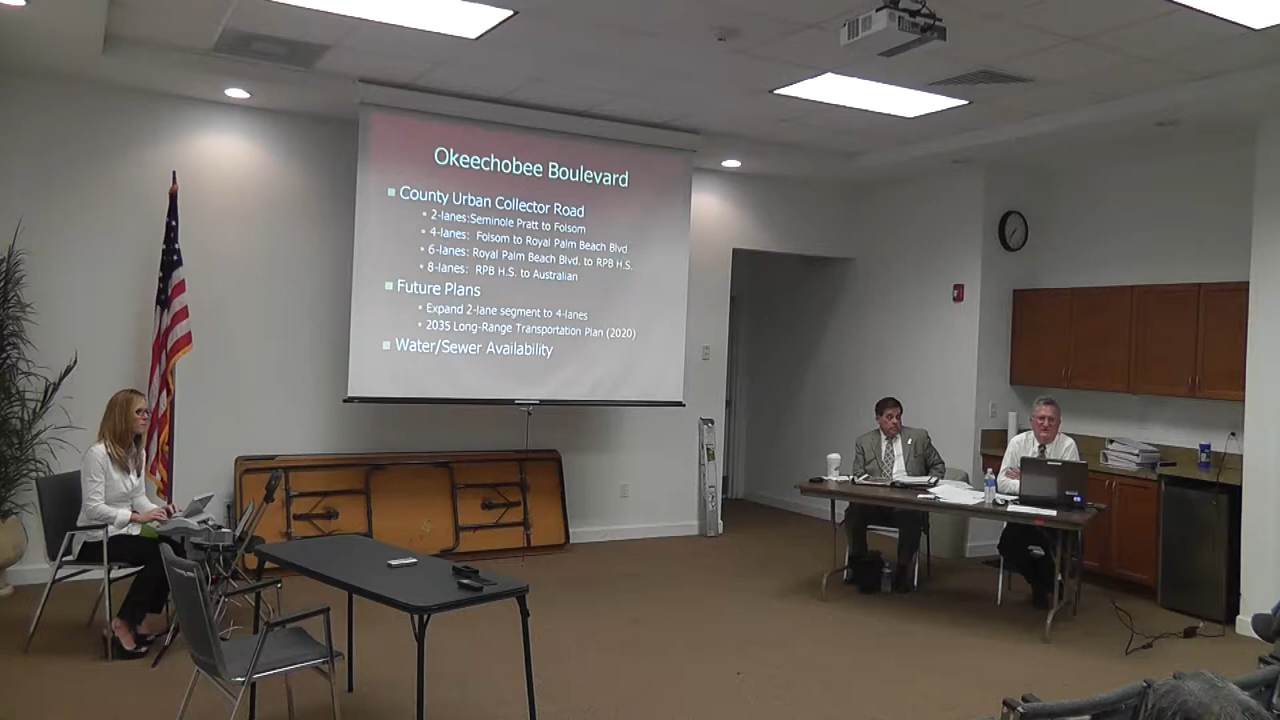 Okeechobee Boulevard
County Urban Collector Road
2-lanes:Seminole Pratt to Folsom
4-lanes: Folsom to Royal Palm Beach Blvd.
6-lanes: Royal Palm Beach Blvd. to RPB H.S.
8-lanes: RPB H.S. to Australian
Future Plans
Expand 2-lane segment to 4-lanes
2035 Long-Range Transportation Plan (2020)
Water/Sewer Availability